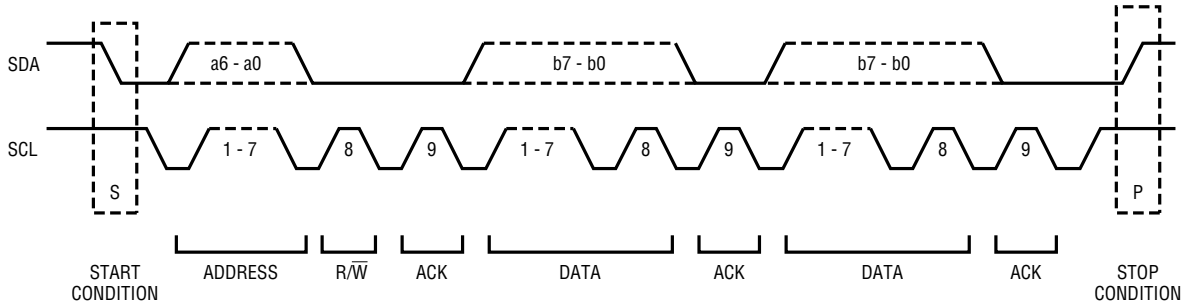 SDA
a6 - a0
b7 - b0
b7 - b0
SCL
1 - 7
8
9
1 - 7
8
9
1 - 7
8
9
S
P
START
CONDITION
ADDRESS
R/W̅
ACK
DATA
ACK
DATA
ACK
STOP
CONDITION